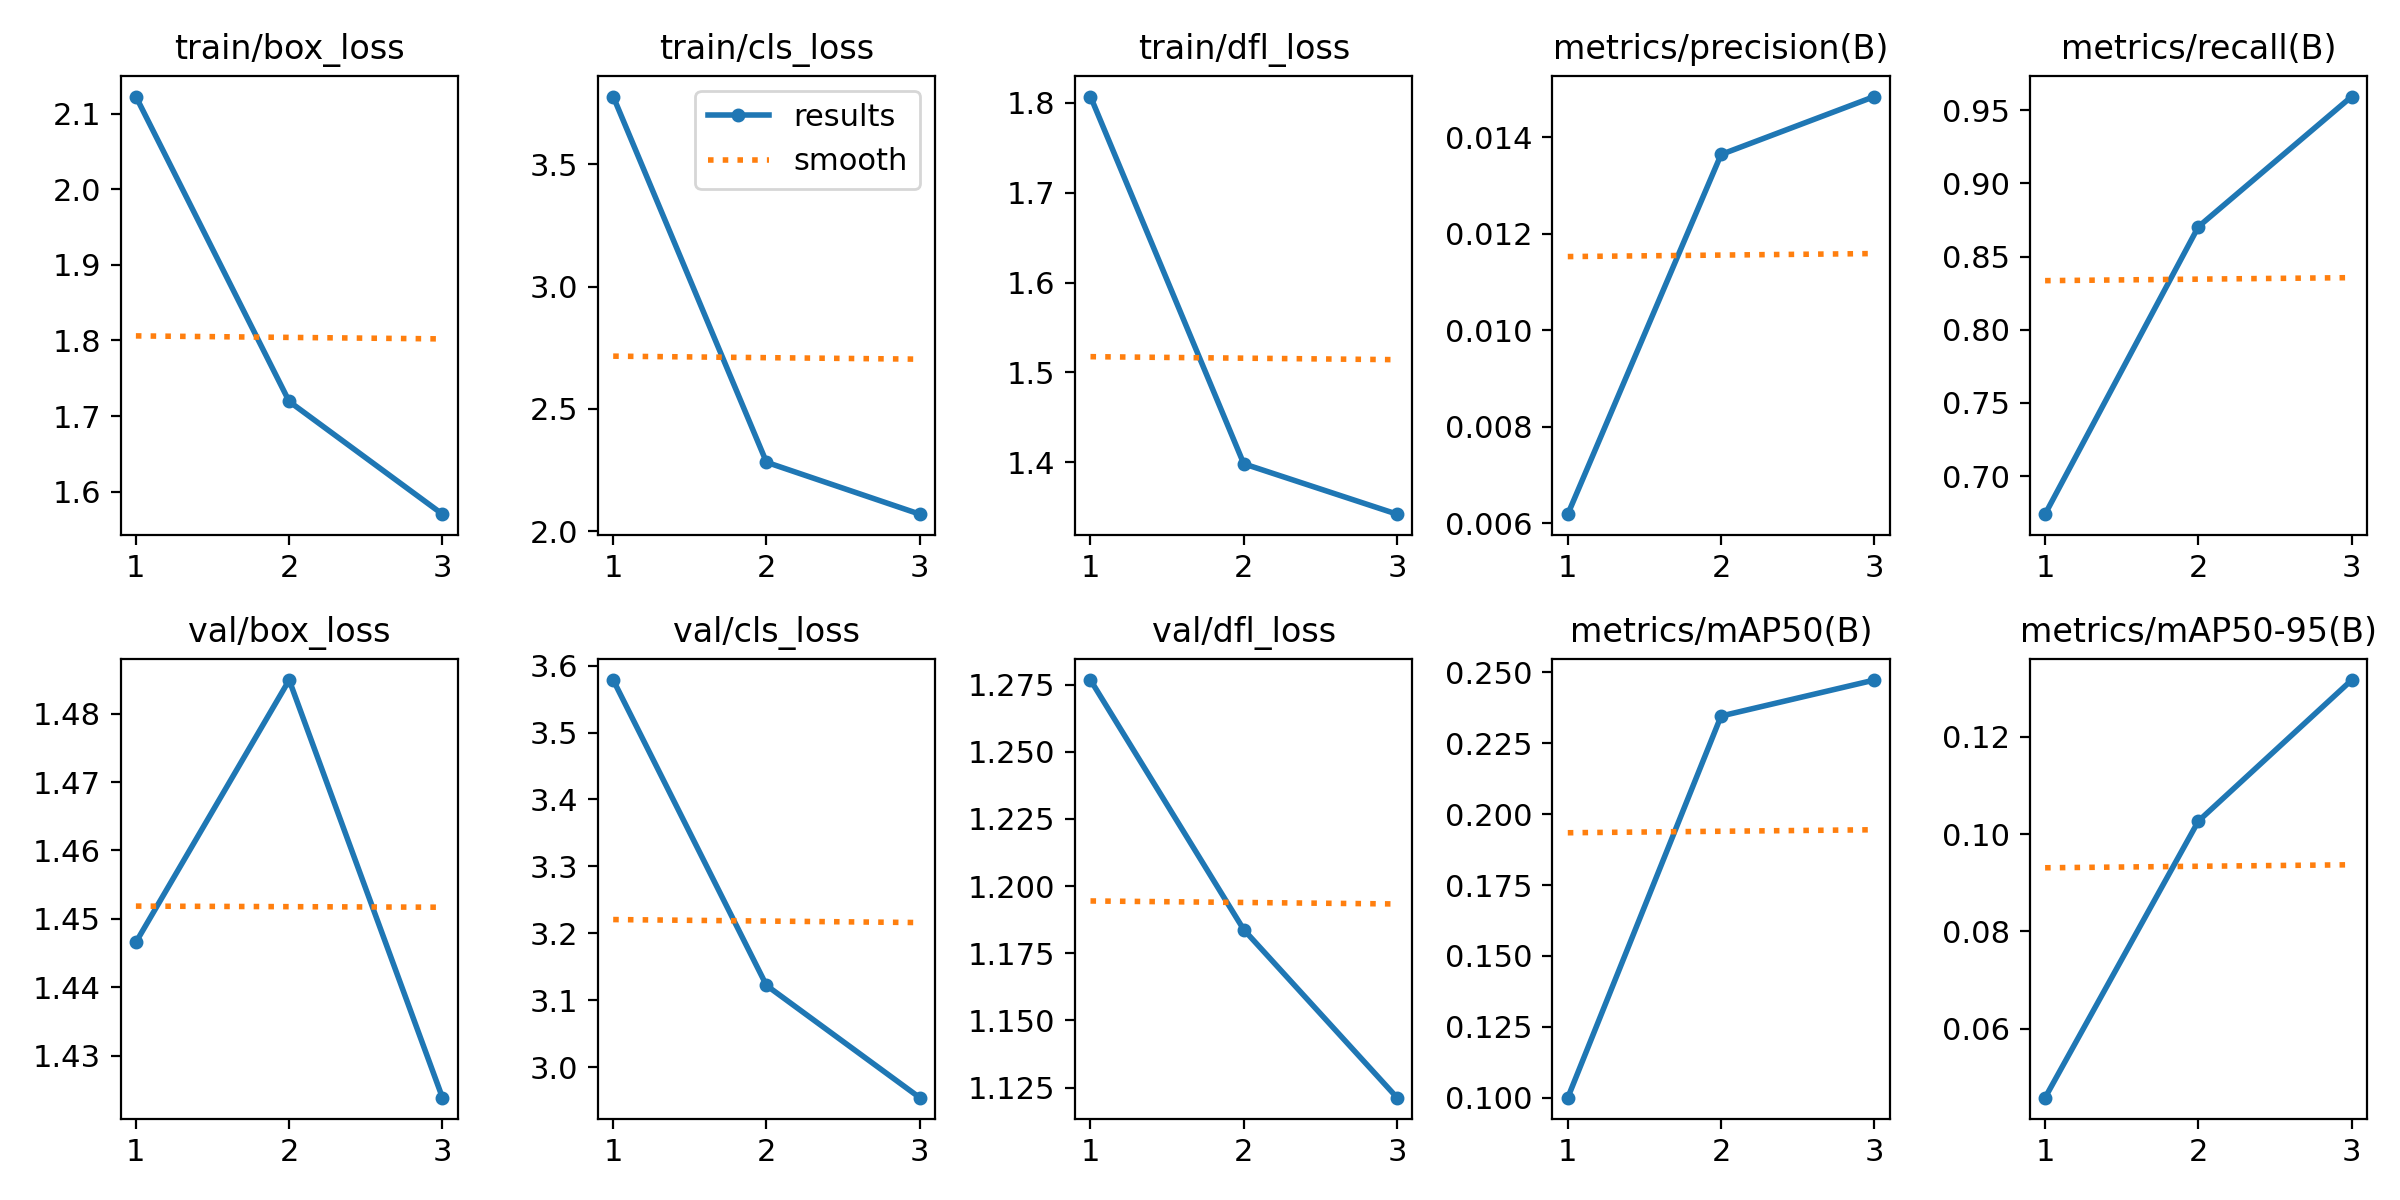 train/box_loss
2.1
2.0
1.9
1.8
1.7
1.6
1 2 3
train/cls_loss
results
smooth
3.5
3.0
2.5
2.0
1 2 3
train/dfl_loss
1.8
1.7
1.6
1.5
1.4
1 2 3
metrics/precision(B)
0.014
0.012
0.010
0.008
0.006
1 2 3
metrics/recall(B)
0.95
0.90
0.85
0.80
0.75
0.70
1 2 3
val/box_loss
1.48
1.47
1.46
1.45
1.44
1.43
1 2 3
val/cls_loss
3.6
3.5
3.4
3.3
3.2
3.1
3.0
1 2 3
val/dfl_loss
1.275
1.250
1.225
1.200
1.175
1.150
1.125
1 2 3
metrics/mAP50(B)
0.250
0.225
0.200
0.175
0.150
0.125
0.100
1 2 3
metrics/mAP50-95(B)
0.12
0.10
0.08
0.06
1 2 3